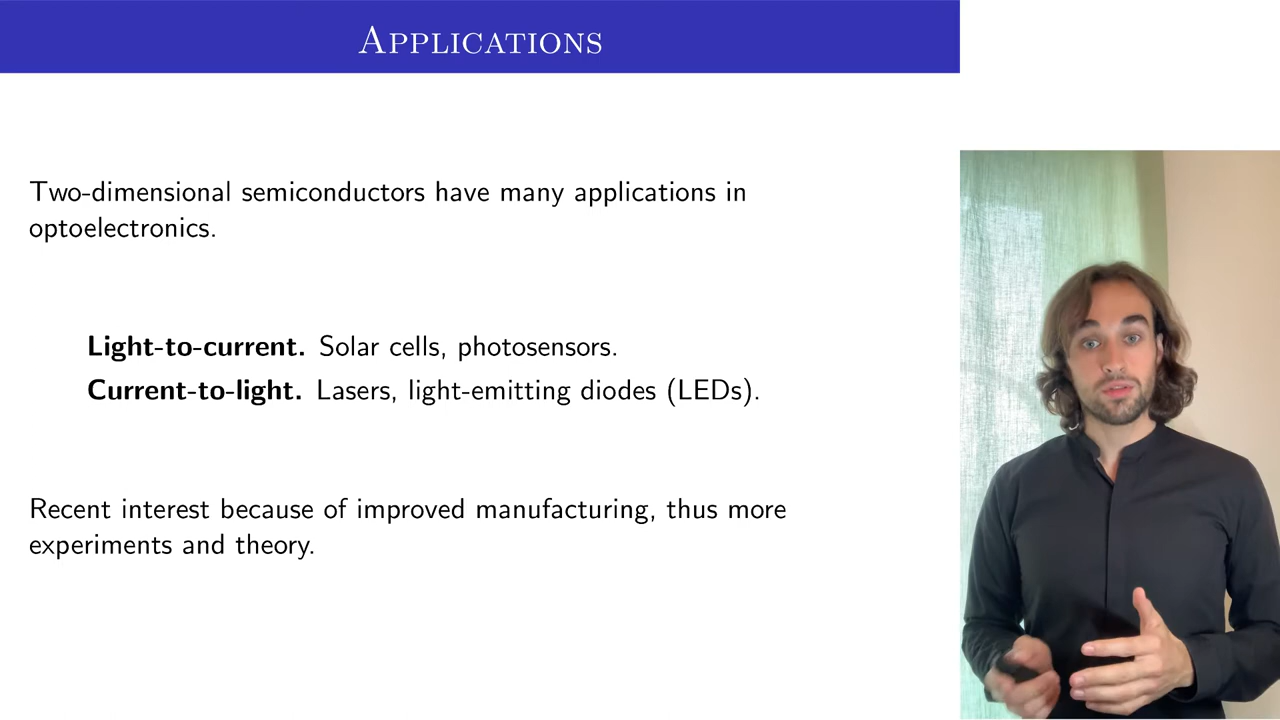 Applications
Two-dimensional semiconductors have many applications in
optoelectronics.
Light-to-current. Solar cells, photosensors.
Current-to-light. Lasers, light-emitting diodes (LEDs).
Recent interest because of improved manufacturing, thus more
experiments and theory.